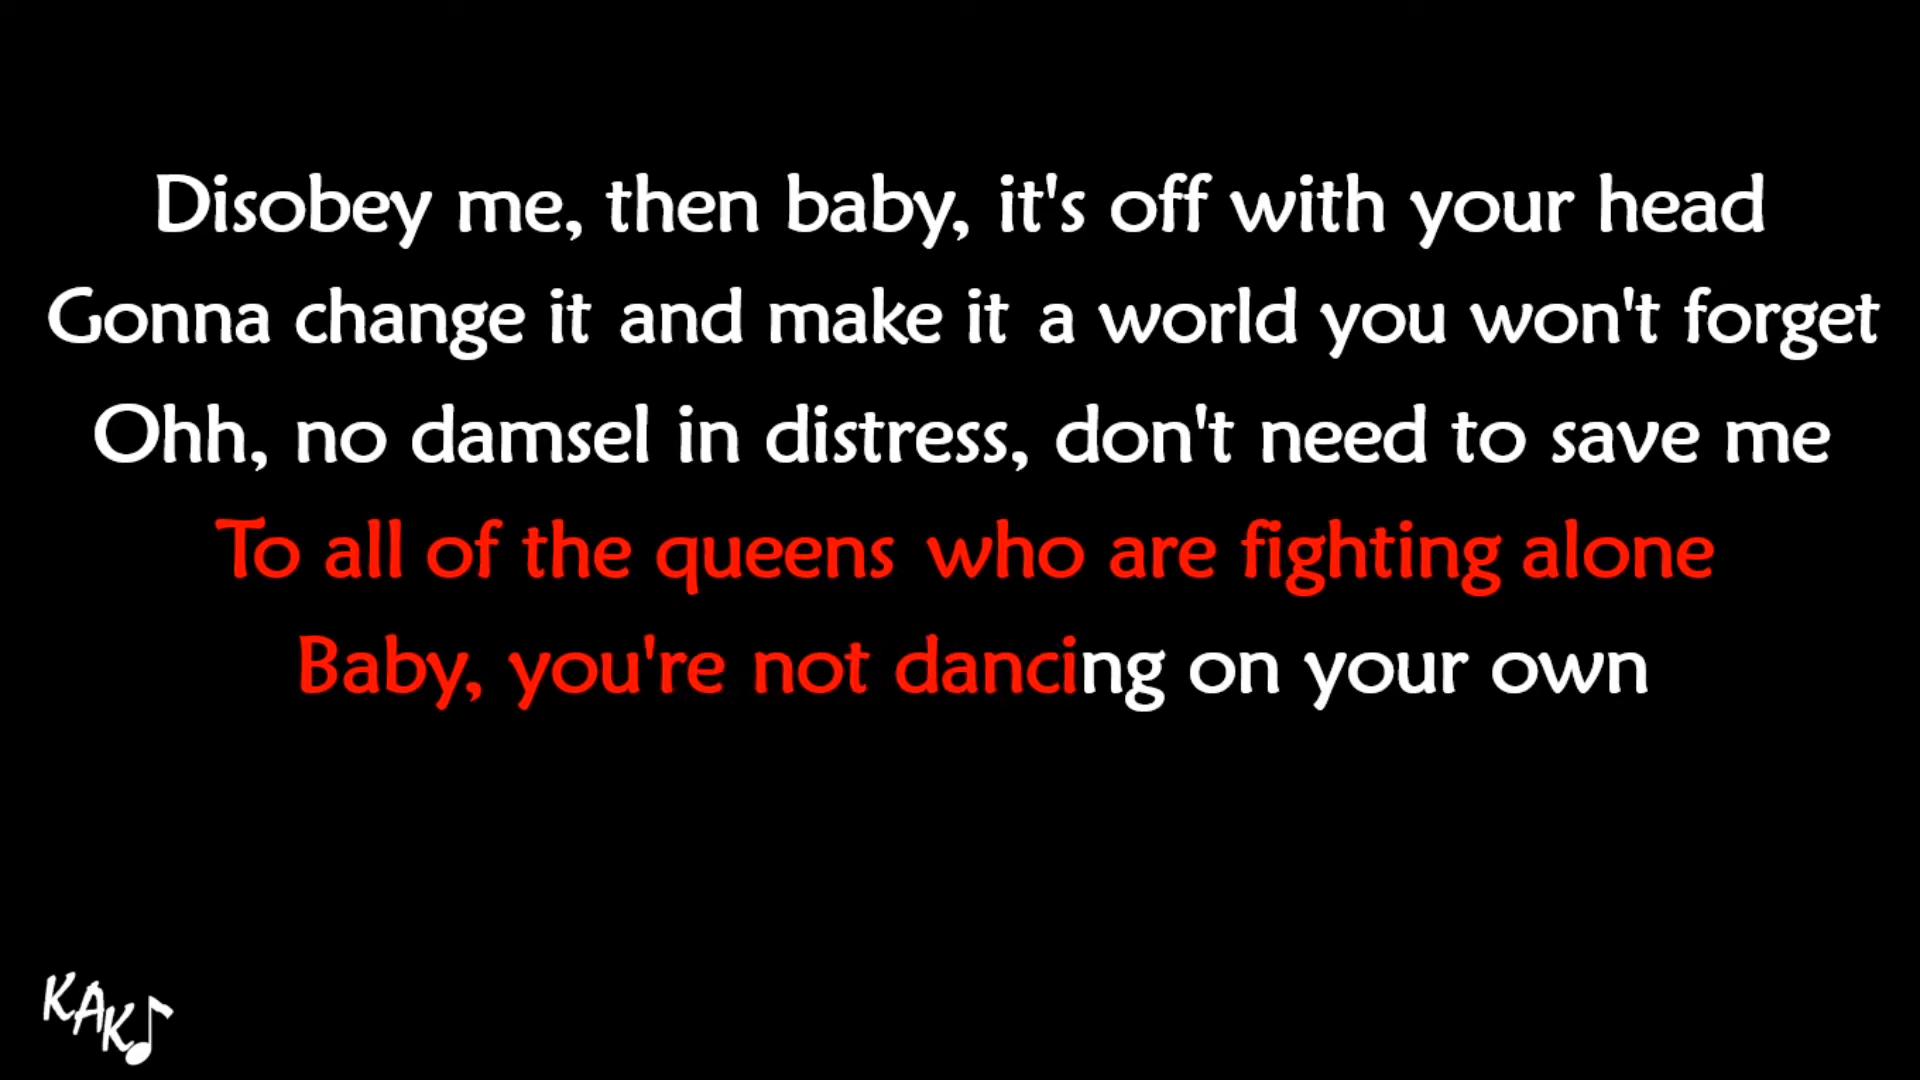 Disobey me, then baby, it's off with your head
Gonna change it and make it a world you won't forget
Ohh, no damsel in distress, don't need to save me
To all of the queens who are fighting alone
Baby, you're not dancing on your own
KAK